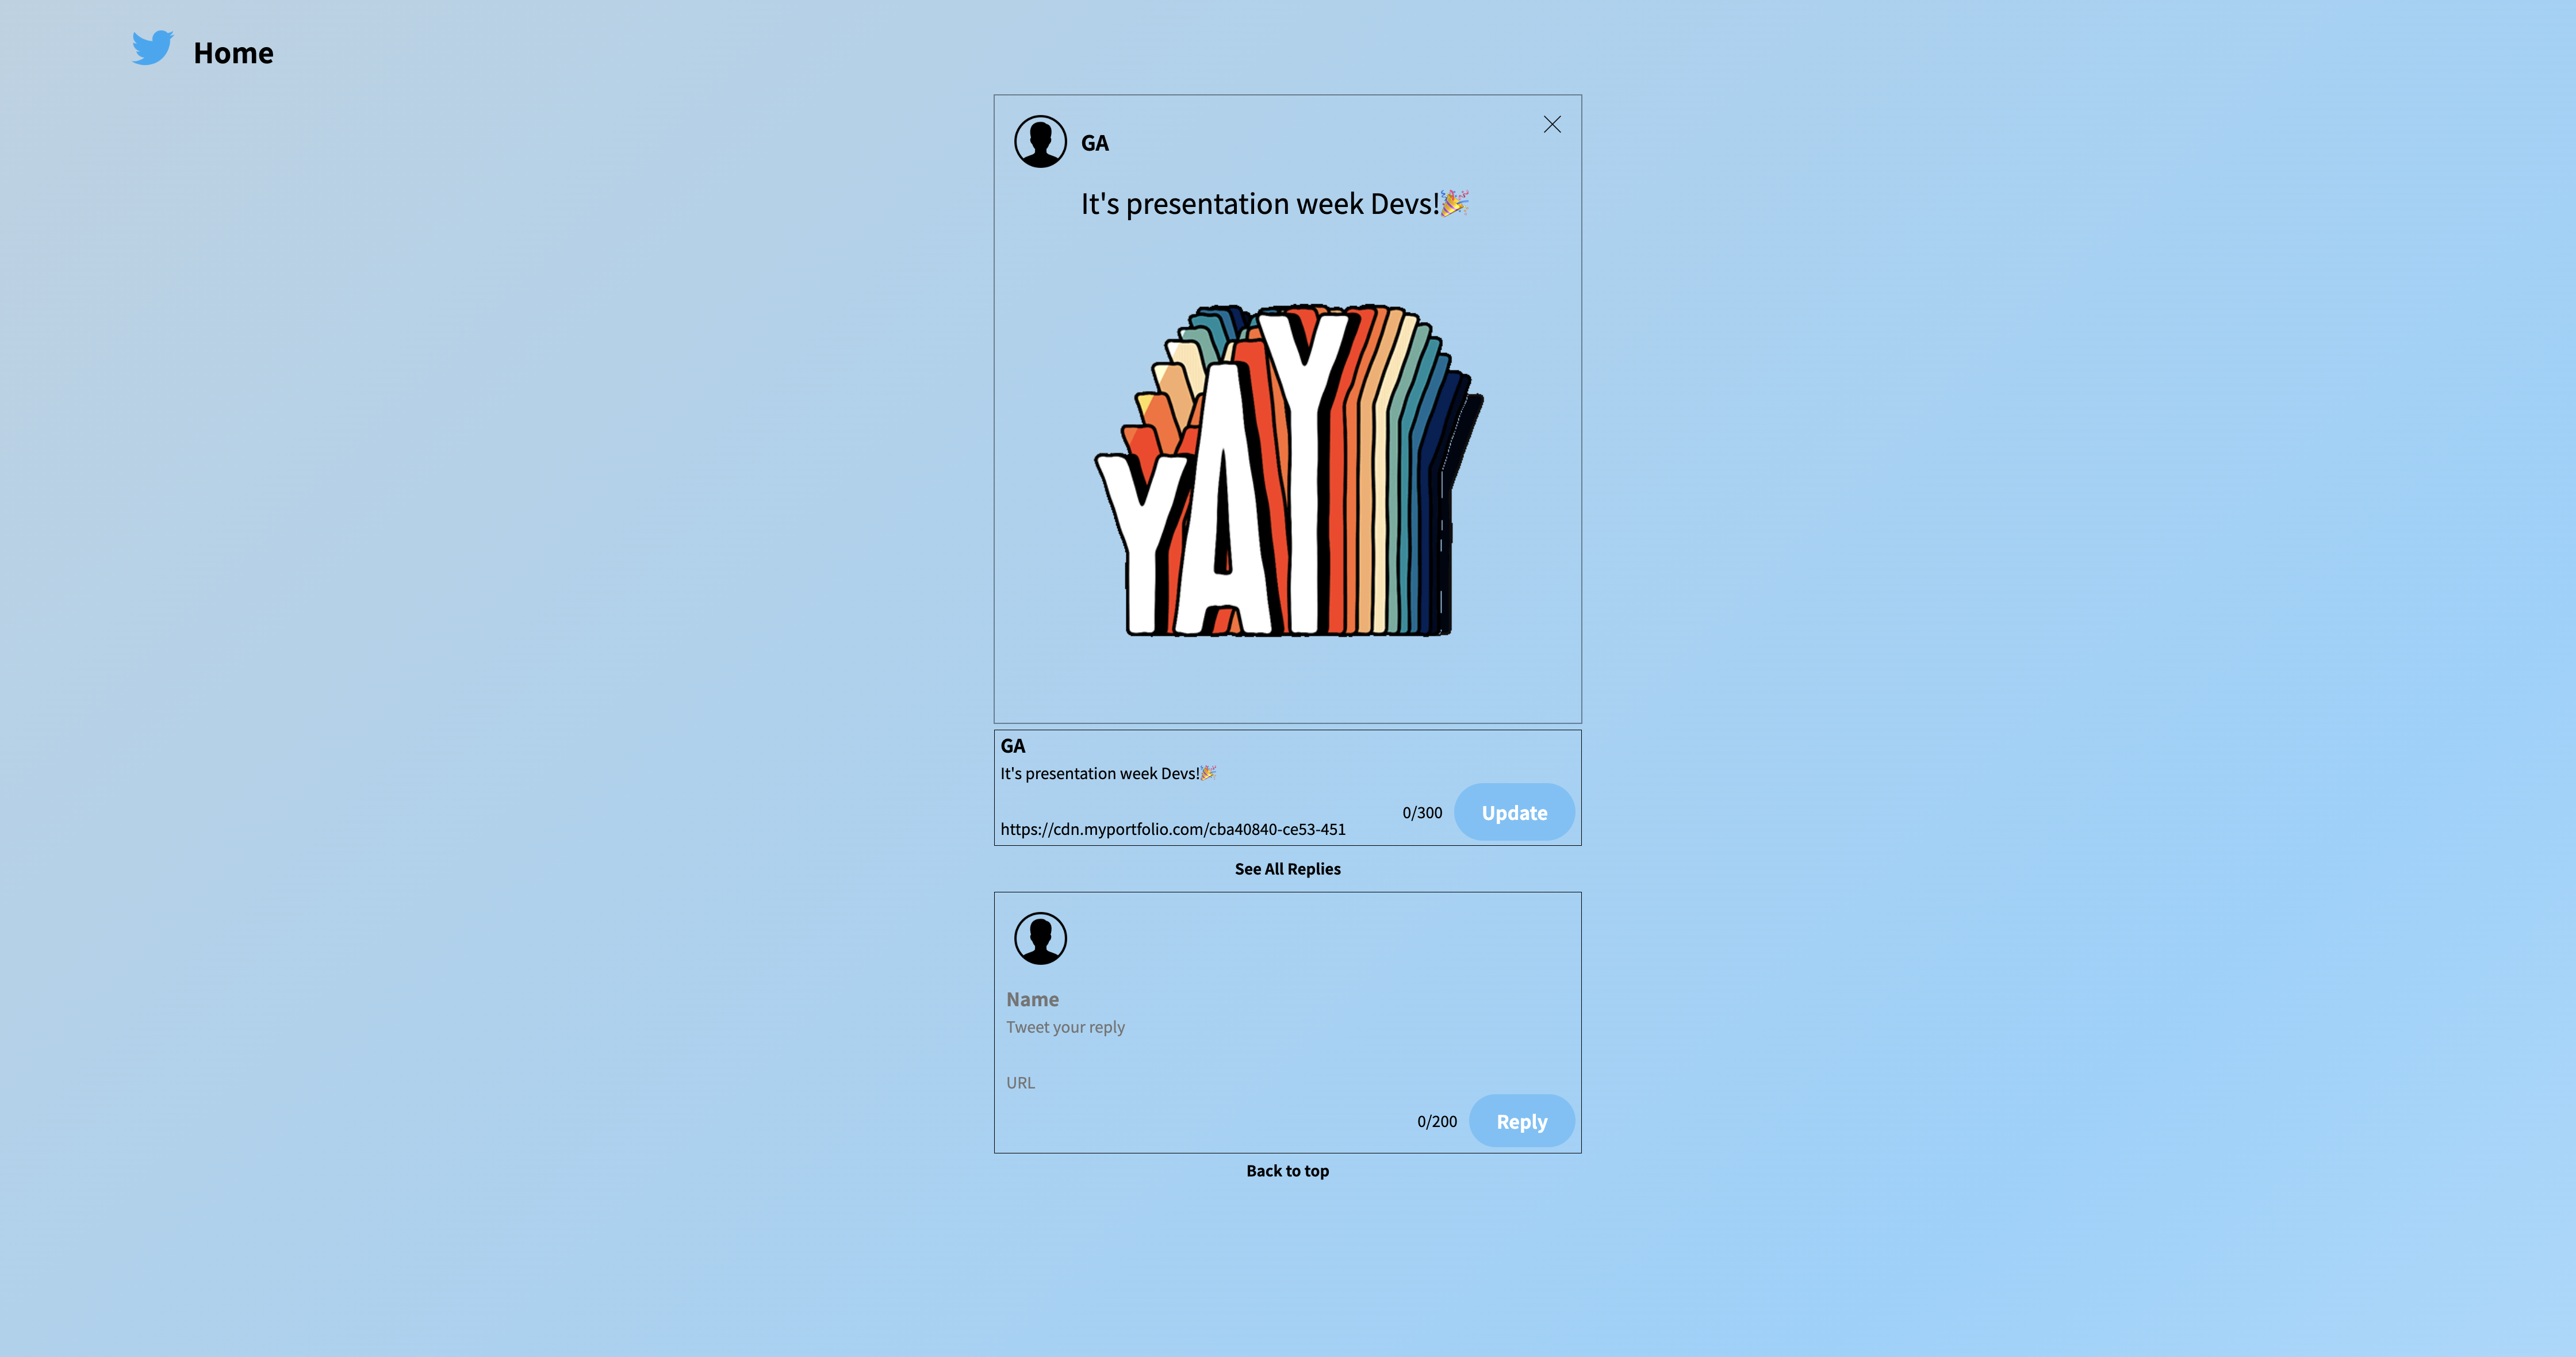 Home
GA
It's presentation week Devs!🎉
YAY
GA
It's presentation week Devs!🎉
0/300
Update
https://cdn.myportfolio.com/cba40840-ce53-451
See All Replies
Name
Tweet your reply
URL
0/200
Reply
Back to top